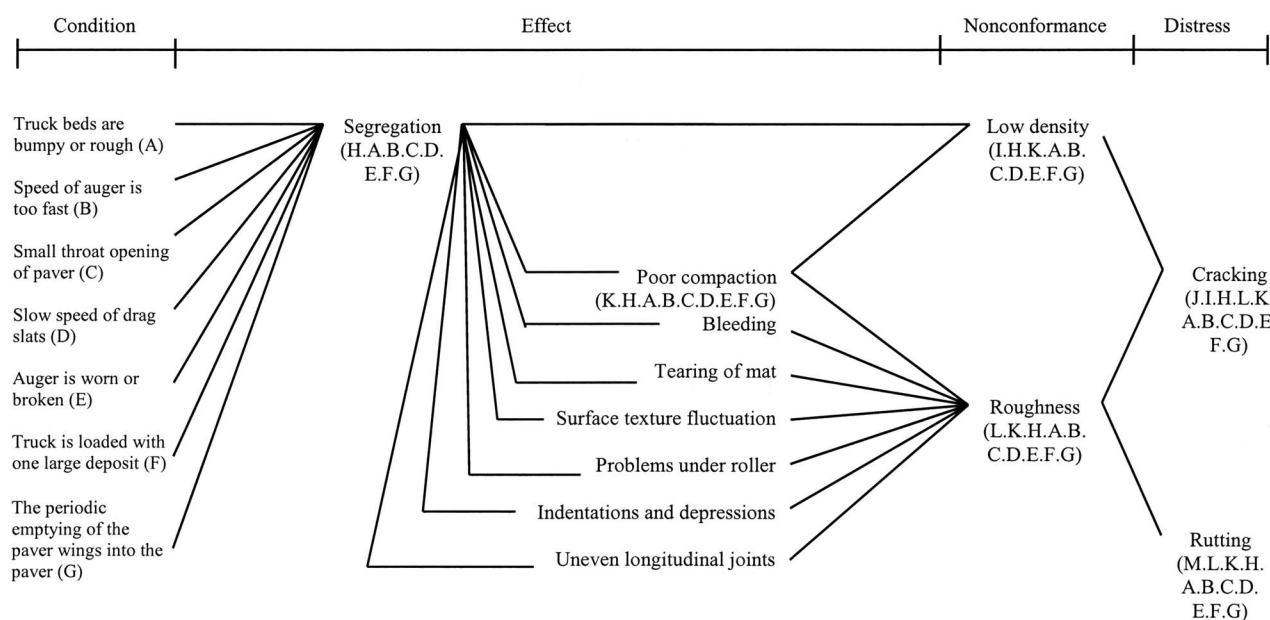 Condition
Effect
Nonconformance
Distress
Truck beds are
bumpy or rough (A)
Speed of auger is
too fast (B)
Small throat opening
of paver (C)
Slow speed of drag
slats (D)
Auger is worn or
broken (E)
Truck is loaded with
one large deposit (F)
The periodic
emptying of the
paver wings into the
paver (G)
Segregation
(H.A.B.C.D.
E.F.G)
Poor compaction
(K.H.A.B.C.D.E.F.G)
Bleeding
Tearing of mat
Surface texture fluctuation
Problems under roller
Indentations and depressions
Uneven longitudinal joints
Low density
(I.H.K.A.B.
C.D.E.F.G)
Roughness
(L.K.H.A.B.
C.D.E.F.G)
Cracking
(J.I.H.L.K
A.B.C.D.E
F.G)
Rutting
(M.L.K.H.
A.B.C.D.
E.F.G)